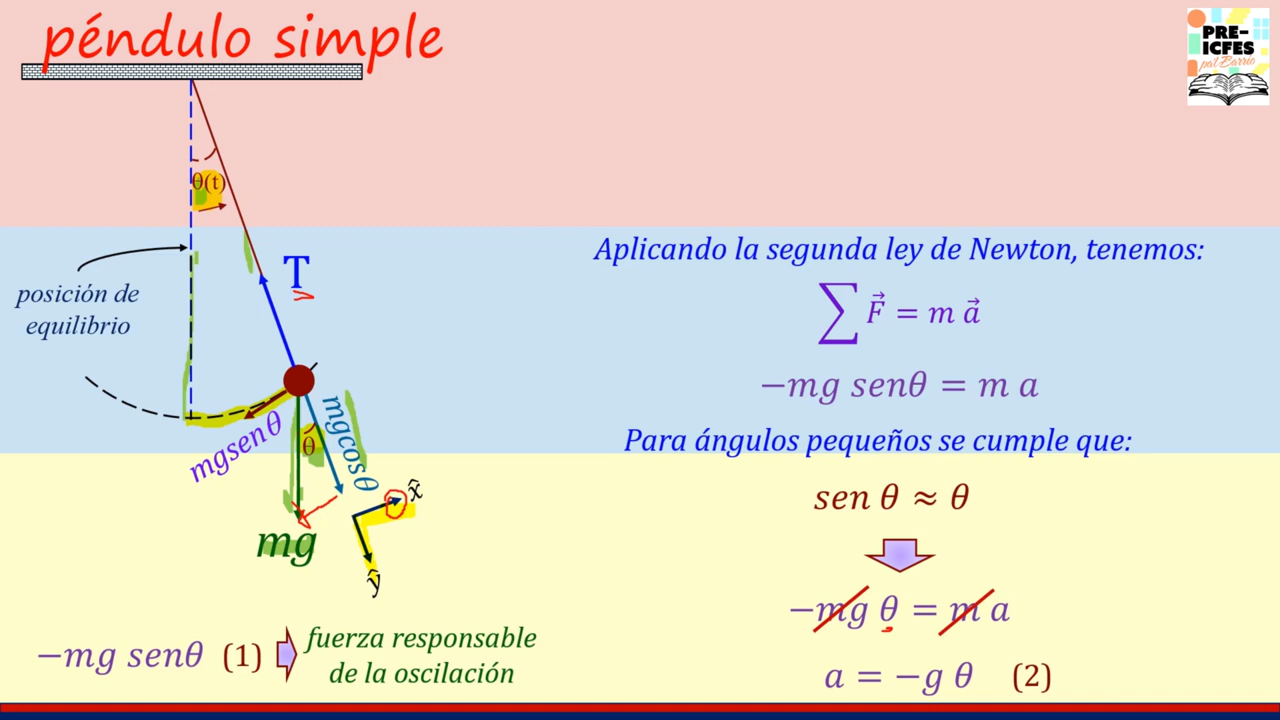 péndulo simple
PRE-
ICFES
pa'l Barrio
θ(t)
T
posición de
equilibrio
mgsenθ
θ
mgcosθ
x̂
mg
ŷ
−mg senθ (1)
fuerza responsable
de la oscilación
Aplicando la segunda ley de Newton, tenemos:
∑ F⃗ = m a⃗
−mg senθ = m a
Para ángulos pequeños se cumple que:
sen θ ≈ θ
−mg θ = m a
a = −g θ (2)